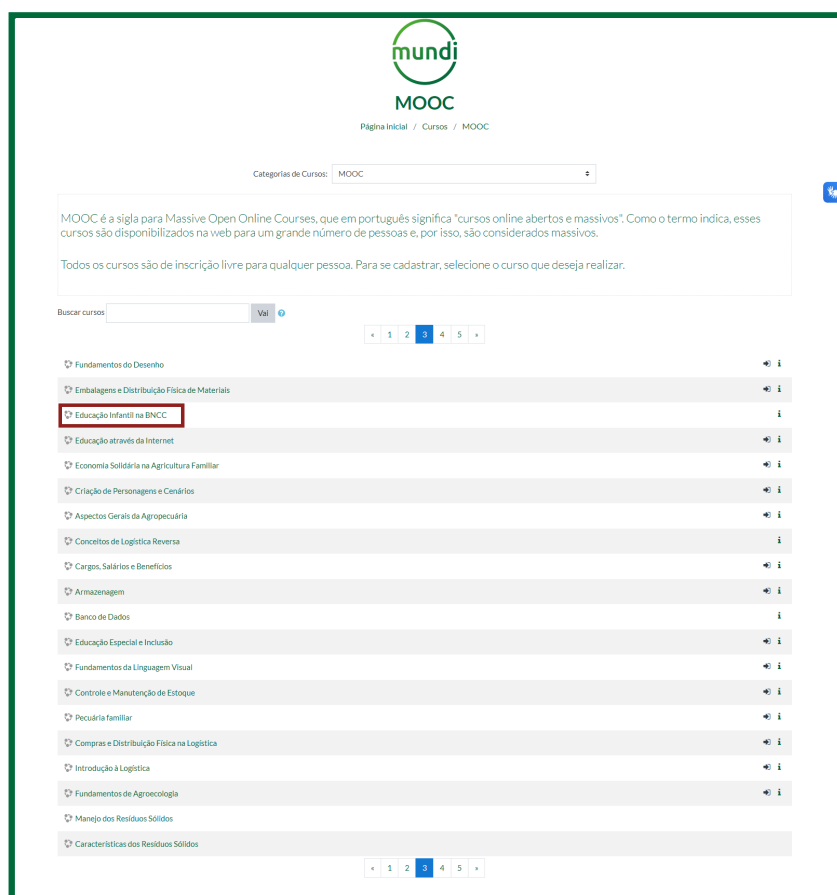 mundi
MOOC
Página inicial / Cursos / MOOC
Categorias de Cursos: MOOC
MOOC é a sigla para Massive Open Online Courses, que em português significa "cursos online abertos e massivos". Como o termo indica, esses
cursos são disponibilizados na web para um grande número de pessoas e, por isso, são considerados massivos.
Todos os cursos são de inscrição livre para qualquer pessoa. Para se cadastrar, selecione o curso que deseja realizar.
Buscar cursos Vai
« 1 2 3 4 5 »
Fundamentos do Desenho
Embalagens e Distribuição Física de Materiais
Educação Infantil na BNCC
Educação através da Internet
Economia Solidária na Agricultura Familiar
Criação de Personagens e Cenários
Aspectos Gerais da Agropecuária
Conceitos de Logística Reversa
Cargos, Salários e Benefícios
Armazenagem
Banco de Dados
Educação Especial e Inclusão
Fundamentos da Linguagem Visual
Controle e Manutenção de Estoque
Pecuária familiar
Compras e Distribuição Física na Logística
Introdução à Logística
Fundamentos de Agroecologia
Manejo dos Resíduos Sólidos
Características dos Resíduos Sólidos
« 1 2 3 4 5 »